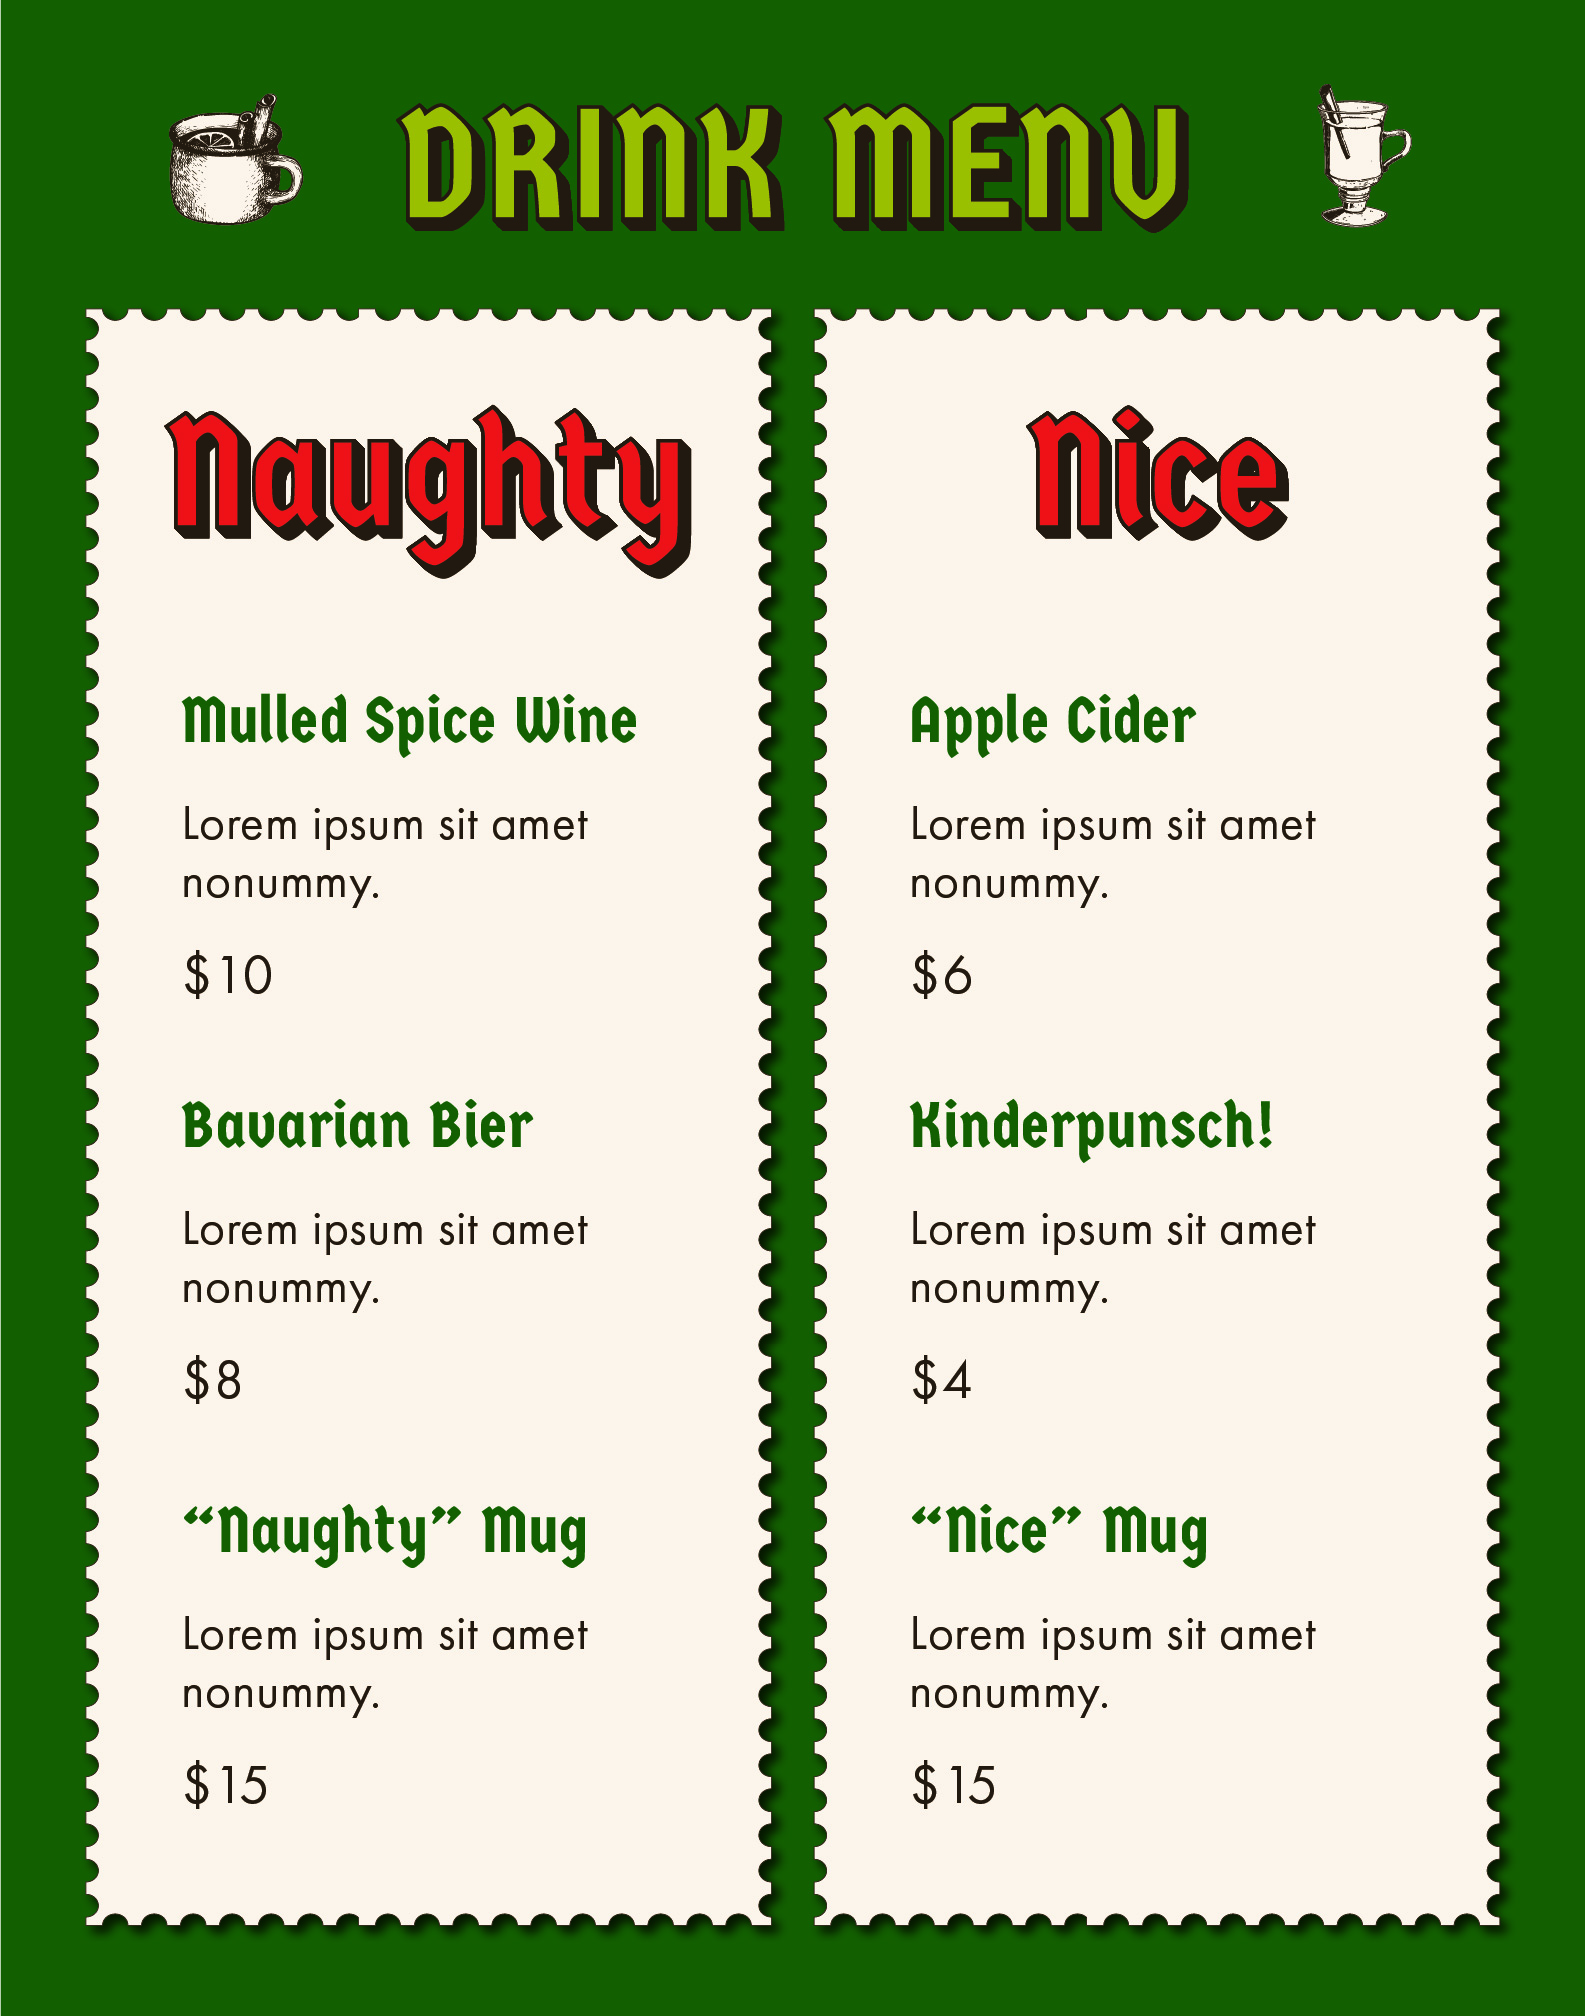 DRINK MENU
Naughty
Mulled Spice Wine
Lorem ipsum sit amet
nonummy.
$10
Bavarian Bier
Lorem ipsum sit amet
nonummy.
$8
“Naughty” Mug
Lorem ipsum sit amet
nonummy.
$15
Nice
Apple Cider
Lorem ipsum sit amet
nonummy.
$6
Kinderpunsch!
Lorem ipsum sit amet
nonummy.
$4
“Nice” Mug
Lorem ipsum sit amet
nonummy.
$15